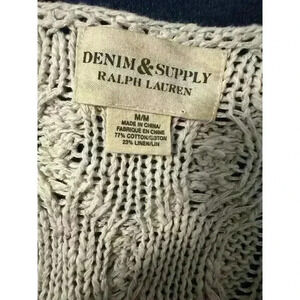 DENIM & SUPPLY
RALPH LAUREN
M/M
MADE IN CHINA/
FABRIQUE EN CHINE
77% COTTON/COTON
23% LINEN/LIN